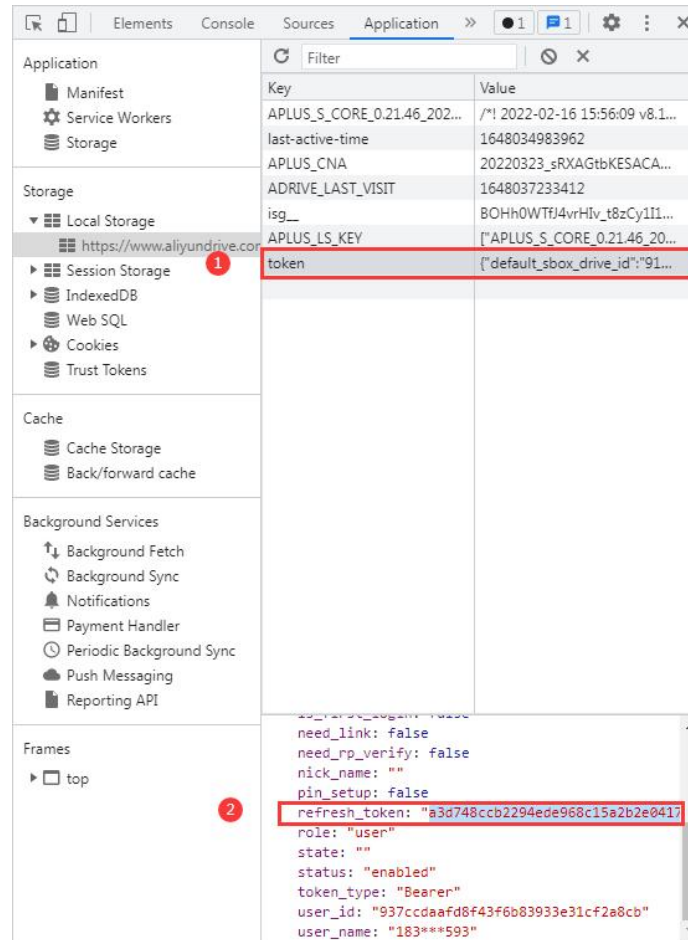 Elements Console Sources Application » 1 1
Application
Manifest
Service Workers
Storage
Storage
Local Storage
https://www.aliyundrive.cor
Session Storage
IndexedDB
Web SQL
Cookies
Trust Tokens
Cache
Cache Storage
Back/forward cache
Background Services
Background Fetch
Background Sync
Notifications
Payment Handler
Periodic Background Sync
Push Messaging
Reporting API
Frames
top
Filter
Key Value
APLUS_S_CORE_0.21.46_202... /*! 2022-02-16 15:56:09 v8.1...
last-active-time 1648034983962
APLUS_CNA 20220323_sRXAGtbKESACA...
ADRIVE_LAST_VISIT 1648037233412
isg__ BOHh0WTfJ4vrHIv_t8zCy1I1...
APLUS_LS_KEY ["APLUS_S_CORE_0.21.46_20...
1
token {"default_sbox_drive_id":"91...
is_first_login: false
need_link: false
need_rp_verify: false
nick_name: ""
pin_setup: false
2
refresh_token: "a3d748ccb2294ede968c15a2b2e0417
role: "user"
state: ""
status: "enabled"
token_type: "Bearer"
user_id: "937ccdaafd8f43f6b83933e31cf2a8cb"
user_name: "183***593"